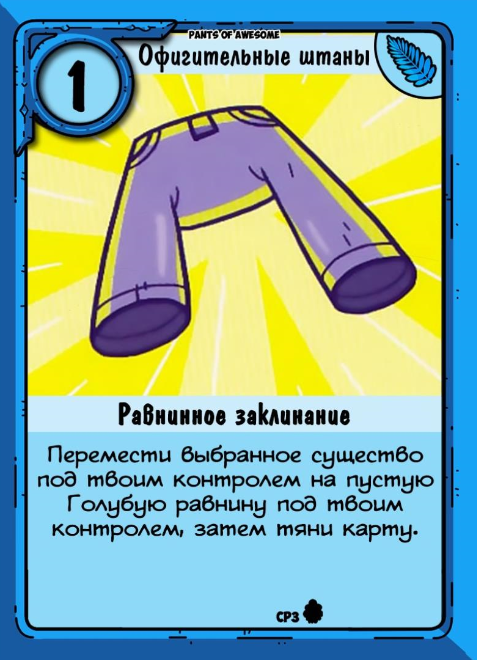 PANTS OF AWESOME
1
Офигительные штаны
Равнинное заклинание
Перемести выбранное существо
под твоим контролем на пустую
Голубую равнину под твоим
контролем, затем тяни карту.
CP3